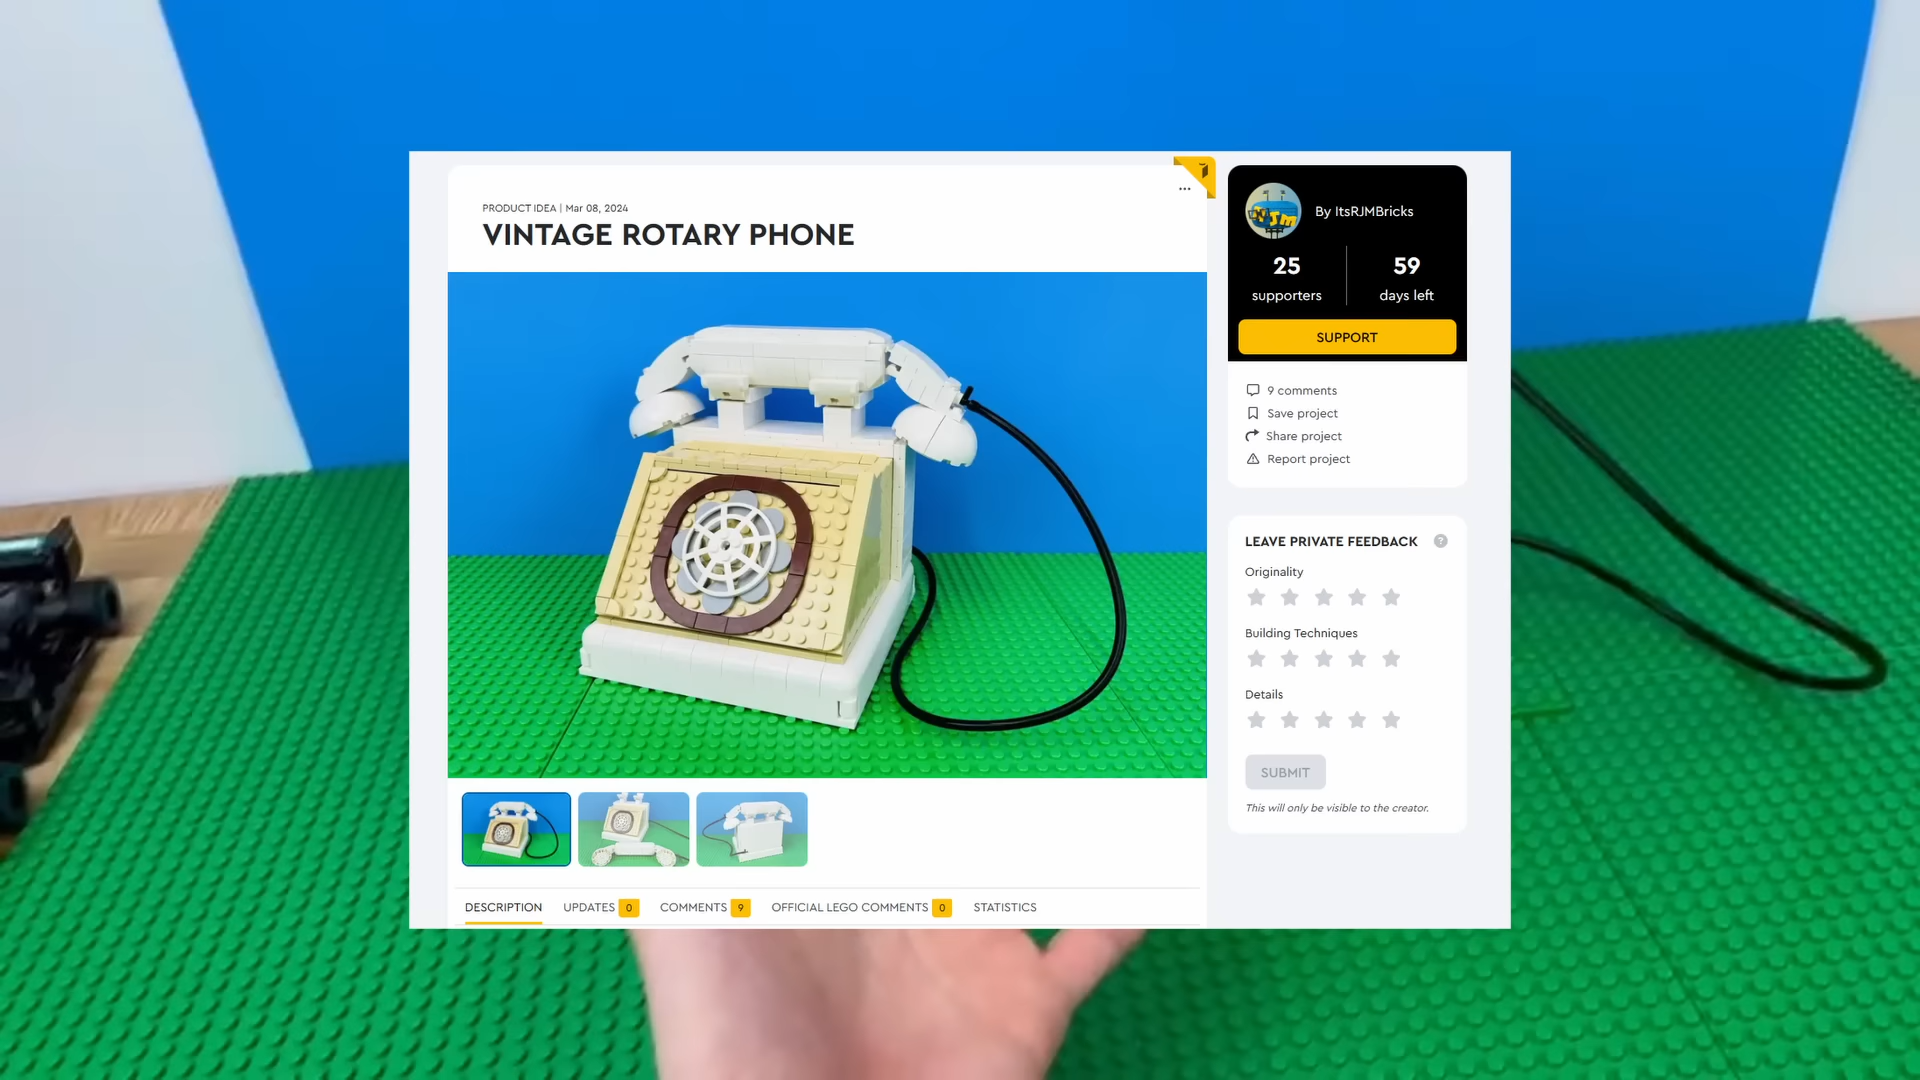 PRODUCT IDEA | Mar 08, 2024
VINTAGE ROTARY PHONE
...
By ItsRJMBricks
25
supporters
59
days left
SUPPORT
9 comments
Save project
Share project
Report project
LEAVE PRIVATE FEEDBACK ?
Originality
Building Techniques
Details
SUBMIT
This will only be visible to the creator.
DESCRIPTION UPDATES 0 COMMENTS 9 OFFICIAL LEGO COMMENTS 0 STATISTICS